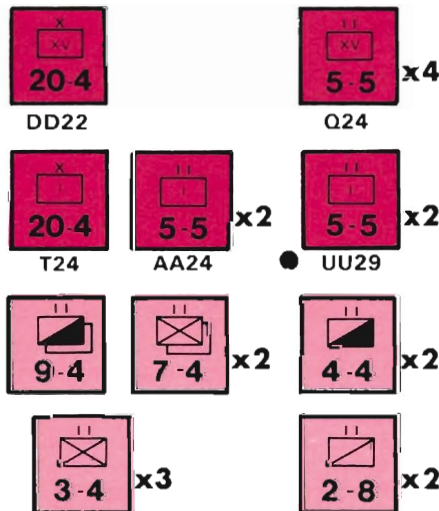 X II
XV XV
20-4 5-5 x4
DD22 Q24
X II II
I I I
20-4 5-5 x2 5-5 x2
T24 AA24 UU29
II II II
9-4 7-4 x2 4-4 x2
II II
3-4 x3 2-8 x2